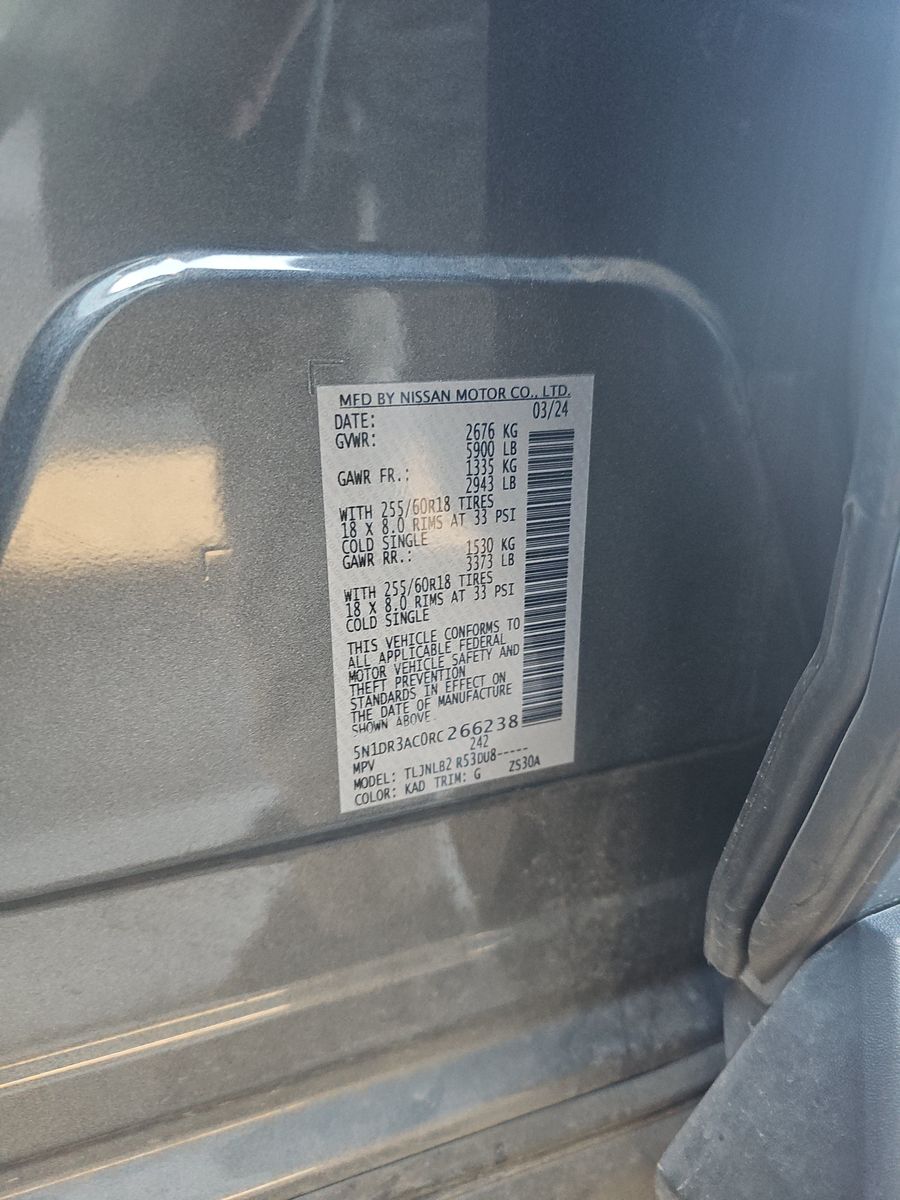 MFD BY NISSAN MOTOR CO., LTD.
DATE: 03/24
GVWR: 2676 KG
5900 LB
GAWR FR.: 1335 KG
2943 LB
WITH 255/60R18 TIRES
18 X 8.0 RIMS AT 33 PSI
COLD SINGLE
GAWR RR.: 1530 KG
3373 LB
WITH 255/60R18 TIRES
18 X 8.0 RIMS AT 33 PSI
COLD SINGLE
THIS VEHICLE CONFORMS TO
ALL APPLICABLE FEDERAL
MOTOR VEHICLE SAFETY AND
THEFT PREVENTION
STANDARDS IN EFFECT ON
THE DATE OF MANUFACTURE
SHOWN ABOVE.
5N1DR3AC0RC266238
MPV 242
MODEL: TLJNLB2 R53DU8-----
COLOR: KAD TRIM: G ZS30A